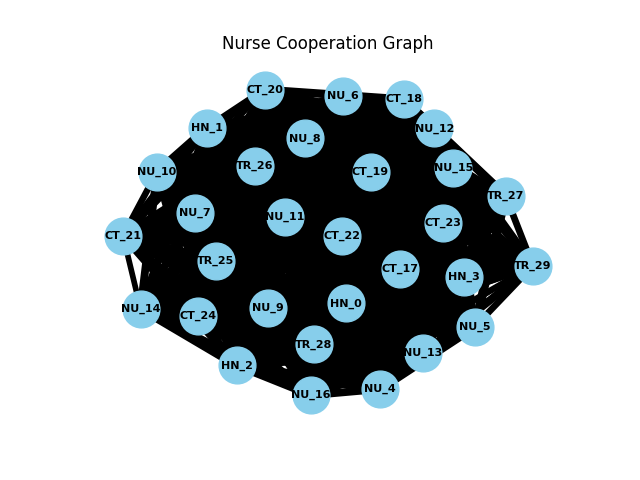 Nurse Cooperation Graph
CT_20
NU_6
CT_18
HN_1
NU_12
NU_8
TR_26
NU_15
NU_10
CT_19
TR_27
NU_7
NU_11
CT_23
CT_21
CT_22
TR_25
TR_29
CT_17
HN_3
HN_0
NU_9
NU_14
CT_24
NU_5
TR_28
NU_13
HN_2
NU_4
NU_16